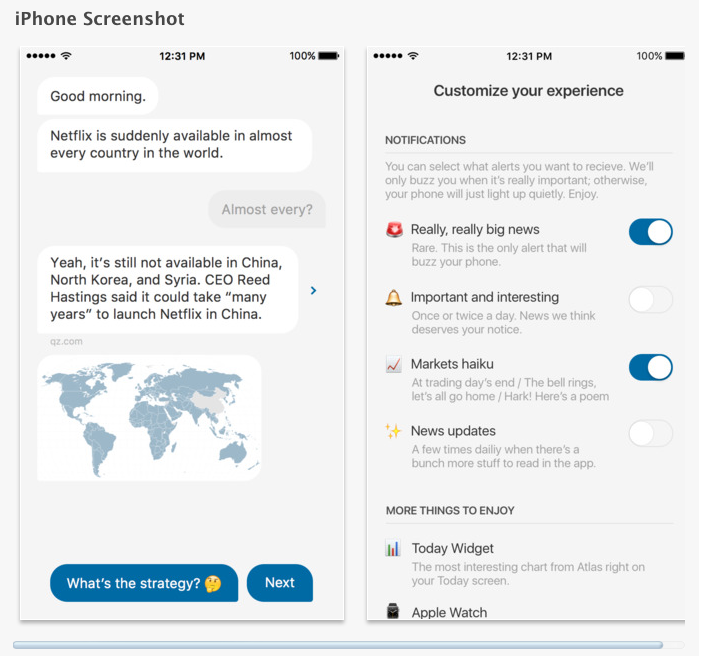 iPhone Screenshot
12:31 PM
100%
Good morning.
Netflix is suddenly available in almost
every country in the world.
Almost every?
Yeah, it's still not available in China,
North Korea, and Syria. CEO Reed
Hastings said it could take “many
years” to launch Netflix in China.
qz.com
What's the strategy? 🤔
Next
12:31 PM
100%
Customize your experience
NOTIFICATIONS
You can select what alerts you want to recieve. We'll
only buzz you when it's really important; otherwise,
your phone will just light up quietly. Enjoy.
Really, really big news
Rare. This is the only alert that will
buzz your phone.
Important and interesting
Once or twice a day. News we think
deserves your notice.
Markets haiku
At trading day's end / The bell rings,
let's all go home / Hark! Here's a poem
News updates
A few times dailiy when there's a
bunch more stuff to read in the app.
MORE THINGS TO ENJOY
Today Widget
The most interesting chart from Atlas right on
your Today screen.
Apple Watch